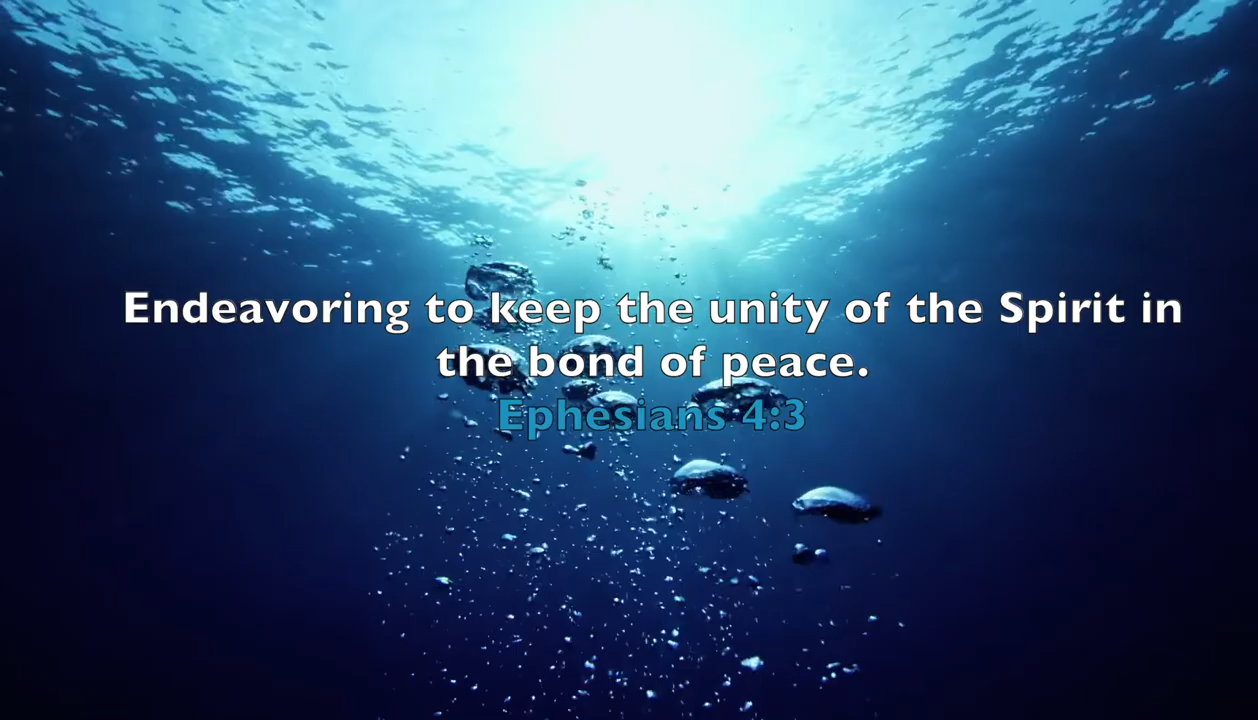 Endeavoring to keep the unity of the Spirit in
the bond of peace.
Ephesians 4:3